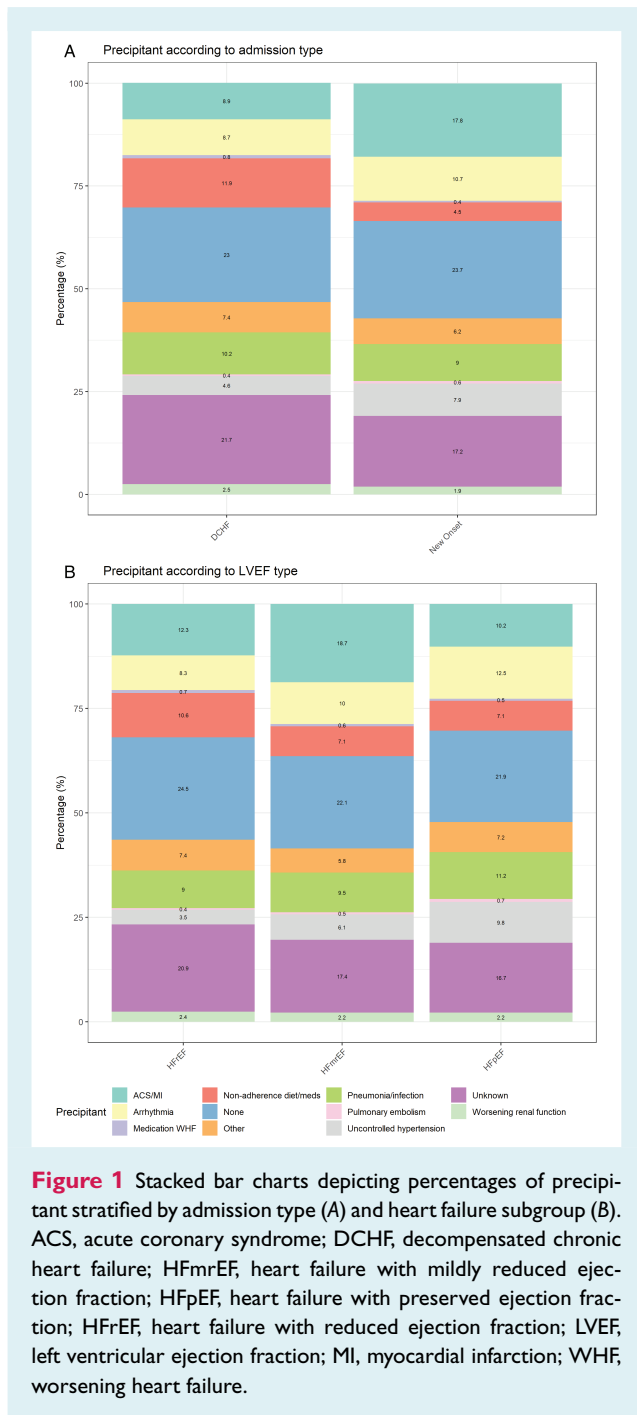 A Precipitant according to admission type
Percentage (%)
100
75
50
25
0
8.9
8.7
0.8
11.9
23
7.4
10.2
0.4
4.6
21.7
2.5
17.8
10.7
0.4
4.5
23.7
6.2
9
0.6
7.9
17.2
1.9
DCHF
New Onset
B Precipitant according to LVEF type
Percentage (%)
100
75
50
25
0
12.3
8.3
0.7
10.6
24.5
7.4
9
0.4
3.5
20.9
2.4
18.7
10
0.6
7.1
22.1
5.8
9.5
0.5
6.1
17.4
2.2
10.2
12.5
0.5
7.1
21.9
7.2
11.2
0.7
9.8
16.7
2.2
HFrEF
HFmrEF
HFpEF
Precipitant
ACS/MI
Arrhythmia
Medication WHF
Non-adherence diet/meds
None
Other
Pneumonia/infection
Pulmonary embolism
Uncontrolled hypertension
Unknown
Worsening renal function
Figure 1 Stacked bar charts depicting percentages of precipi-
tant stratified by admission type (A) and heart failure subgroup (B).
ACS, acute coronary syndrome; DCHF, decompensated chronic
heart failure; HFmrEF, heart failure with mildly reduced ejec-
tion fraction; HFpEF, heart failure with preserved ejection frac-
tion; HFrEF, heart failure with reduced ejection fraction; LVEF,
left ventricular ejection fraction; MI, myocardial infarction; WHF,
worsening heart failure.